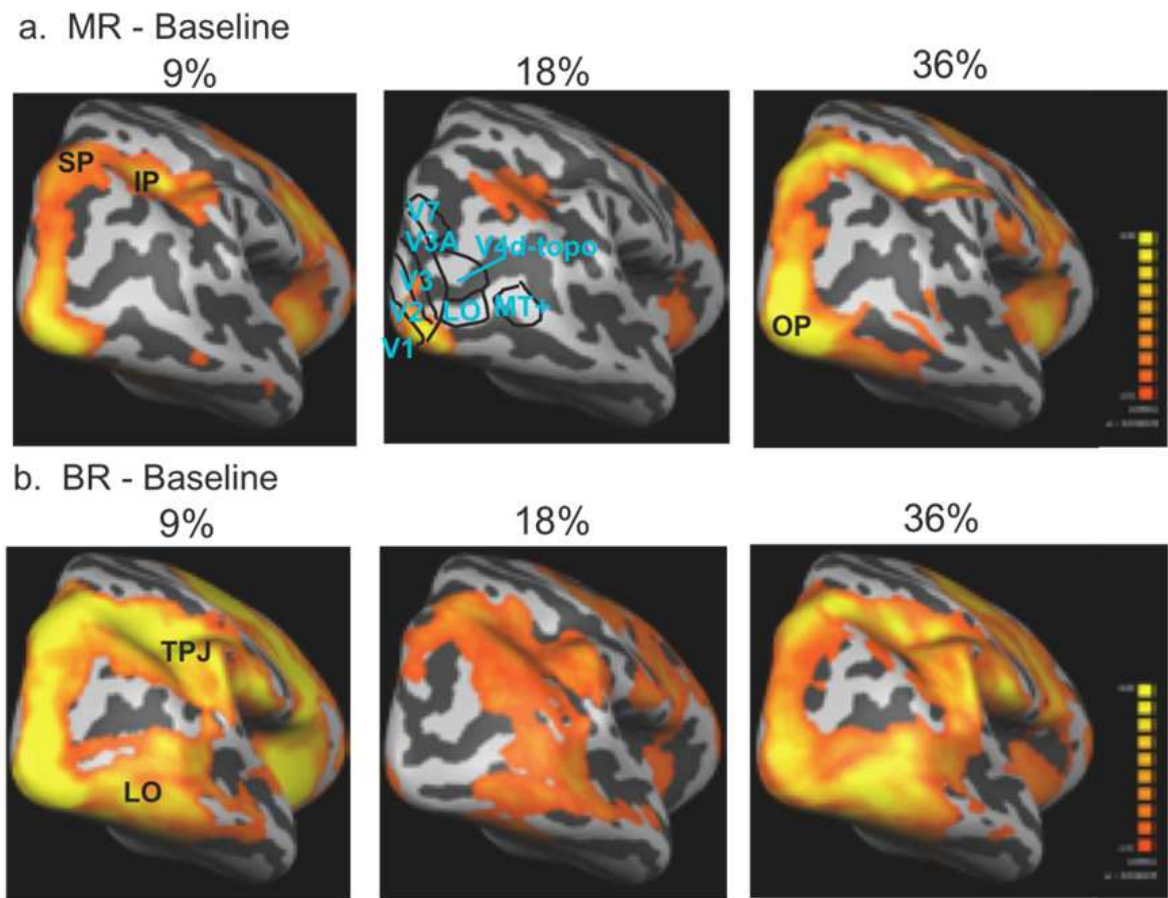 a. MR - Baseline
9% 18% 36%
SP
IP
V7
V3A
V4d-topo
V3
V2 LO MT+
V1
OP
b. BR - Baseline
9% 18% 36%
TPJ
LO